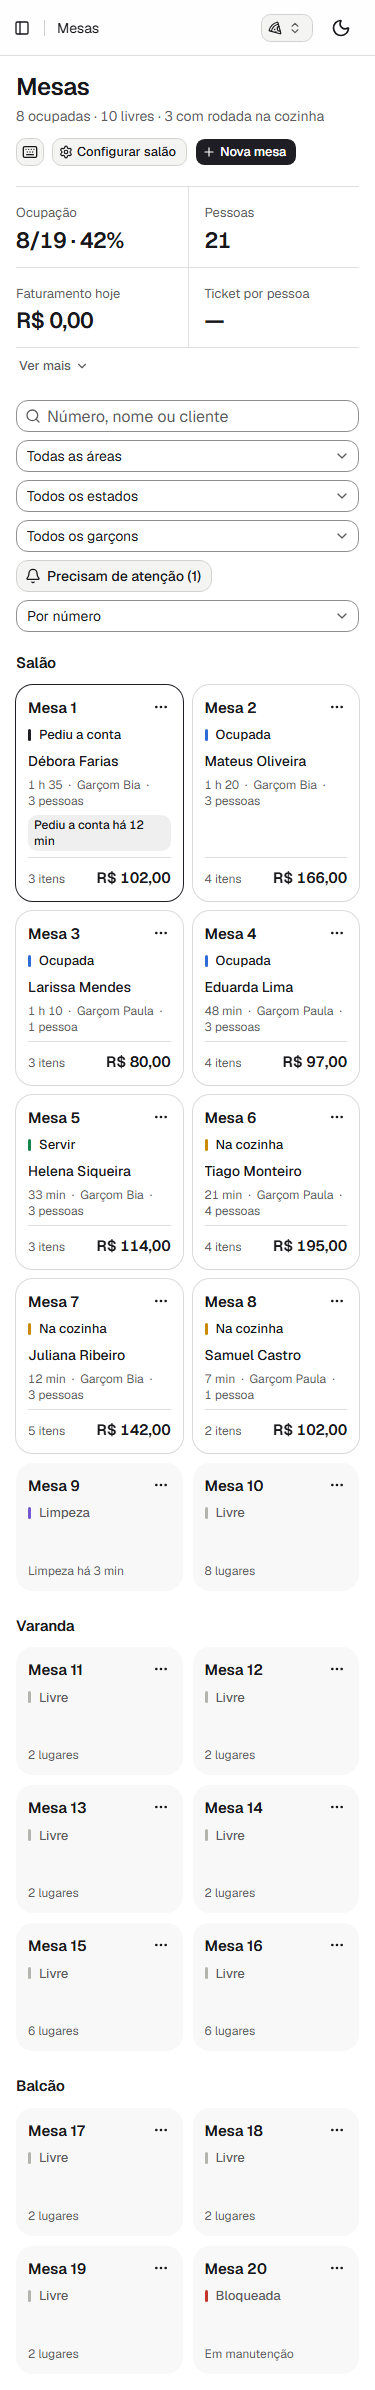 Mesas
Mesas
8 ocupadas · 10 livres · 3 com rodada na cozinha
Configurar salão
Nova mesa
Ocupação
8/19 · 42%
Pessoas
21
Faturamento hoje
R$ 0,00
Ticket por pessoa
—
Ver mais
Número, nome ou cliente
Todas as áreas
Todos os estados
Todos os garçons
Precisam de atenção (1)
Por número
Salão
Mesa 1
Pediu a conta
Débora Farias
1 h 35 · Garçom Bia ·
3 pessoas
Pediu a conta há 12
min
3 itens R$ 102,00
Mesa 2
Ocupada
Mateus Oliveira
1 h 20 · Garçom Bia ·
3 pessoas
4 itens R$ 166,00
Mesa 3
Ocupada
Larissa Mendes
1 h 10 · Garçom Paula ·
1 pessoa
3 itens R$ 80,00
Mesa 4
Ocupada
Eduarda Lima
48 min · Garçom Paula ·
3 pessoas
4 itens R$ 97,00
Mesa 5
Servir
Helena Siqueira
33 min · Garçom Bia ·
3 pessoas
3 itens R$ 114,00
Mesa 6
Na cozinha
Tiago Monteiro
21 min · Garçom Paula ·
4 pessoas
4 itens R$ 195,00
Mesa 7
Na cozinha
Juliana Ribeiro
12 min · Garçom Bia ·
3 pessoas
5 itens R$ 142,00
Mesa 8
Na cozinha
Samuel Castro
7 min · Garçom Paula ·
1 pessoa
2 itens R$ 102,00
Mesa 9
Limpeza
Limpeza há 3 min
Mesa 10
Livre
8 lugares
Varanda
Mesa 11
Livre
2 lugares
Mesa 12
Livre
2 lugares
Mesa 13
Livre
2 lugares
Mesa 14
Livre
2 lugares
Mesa 15
Livre
6 lugares
Mesa 16
Livre
6 lugares
Balcão
Mesa 17
Livre
2 lugares
Mesa 18
Livre
2 lugares
Mesa 19
Livre
2 lugares
Mesa 20
Bloqueada
Em manutenção